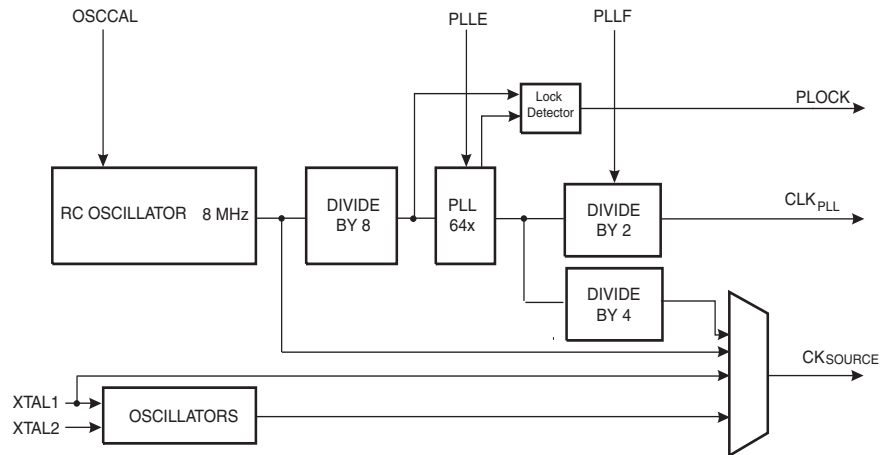 OSCCAL
PLLE
PLLF
Lock
Detector
PLOCK
RC OSCILLATOR 8 MHz
DIVIDE
BY 8
PLL
64x
DIVIDE
BY 2
CLKPLL
DIVIDE
BY 4
CKSOURCE
XTAL1
XTAL2
OSCILLATORS